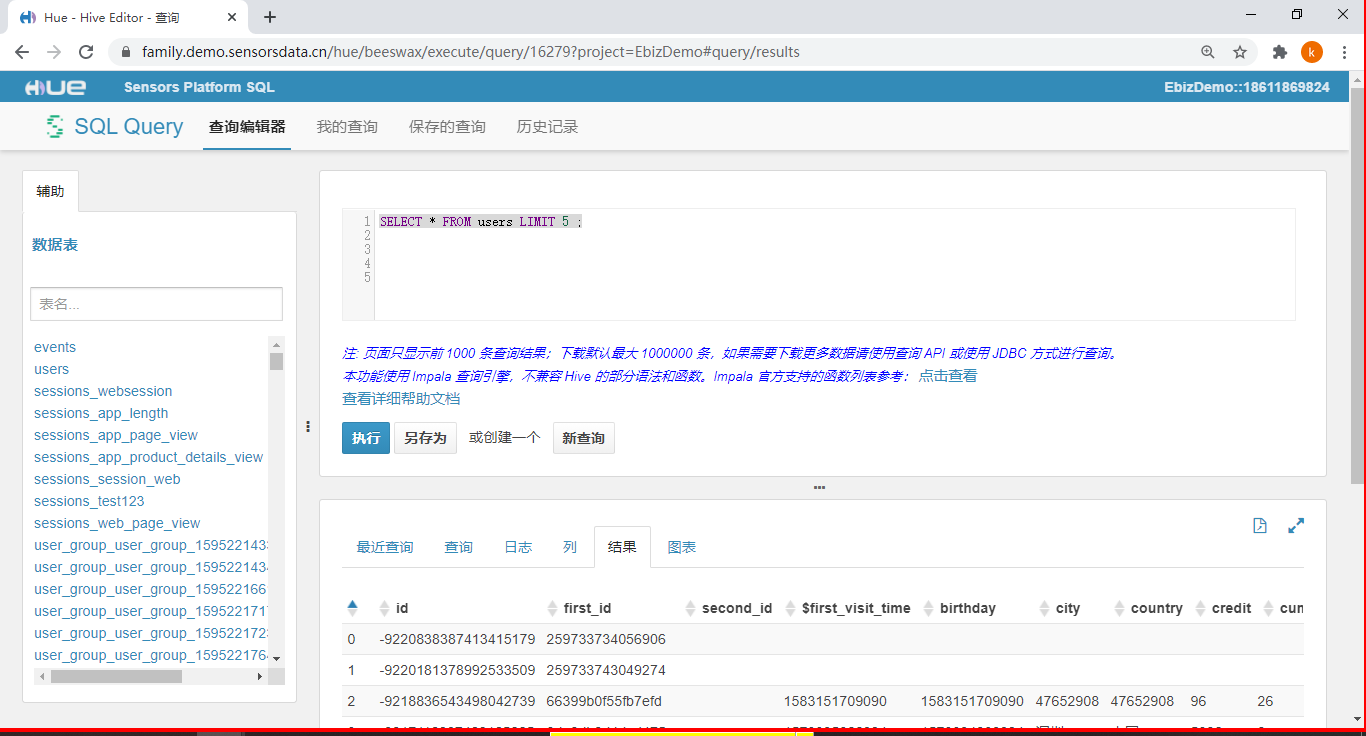 Hue - Hive Editor - 查询
family.demo.sensorsdata.cn/hue/beeswax/execute/query/16279?project=EbizDemo#query/results
k
HUE Sensors Platform SQL EbizDemo::18611869824
SQL Query 查询编辑器 我的查询 保存的查询 历史记录
辅助
数据表
表名...
events
users
sessions_websession
sessions_app_length
sessions_app_page_view
sessions_app_product_details_view
sessions_session_web
sessions_test123
sessions_web_page_view
user_group_user_group_159522143
user_group_user_group_159522143
user_group_user_group_159522166
user_group_user_group_159522171
user_group_user_group_159522172
user_group_user_group_159522176
1 SELECT * FROM users LIMIT 5 ;
2
3
4
5
注: 页面只显示前 1000 条查询结果；下载默认最大 1000000 条，如果需要下载更多数据请使用查询 API 或使用 JDBC 方式进行查询。
本功能使用 Impala 查询引擎，不兼容 Hive 的部分语法和函数。Impala 官方支持的函数列表参考： 点击查看
查看详细帮助文档
执行 另存为 或创建一个 新查询
最近查询 查询 日志 列 结果 图表
id first_id second_id $first_visit_time birthday city country credit cun
0 -9220838387413415179 259733734056906
1 -9220181378992533509 259733743049274
2 -9218836543498042739 66399b0f55fb7efd 1583151709090 1583151709090 47652908 47652908 96 26